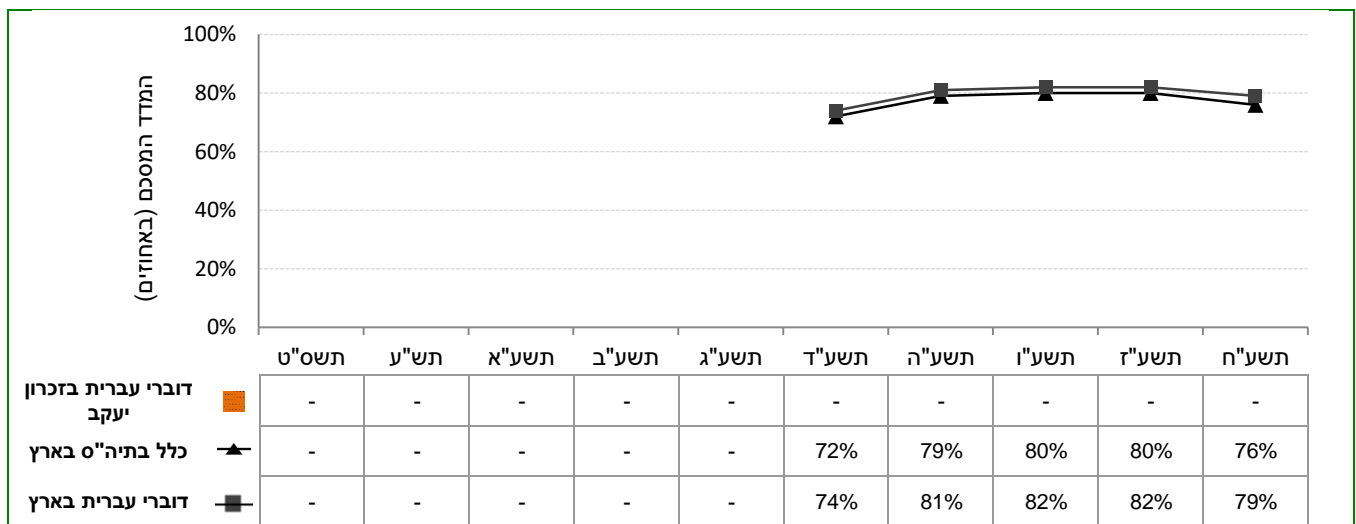 המדד המסכם (באחוזים)
100%
80%
60%
40%
20%
0%
תשס"ט תש"ע תשע"א תשע"ב תשע"ג תשע"ד תשע"ה תשע"ו תשע"ז תשע"ח
דוברי עברית בזכרון
יעקב
- - - - - - - - - -
כלל בתיה"ס בארץ - - - - - 72% 79% 80% 80% 76%
דוברי עברית בארץ - - - - - 74% 81% 82% 82% 79%